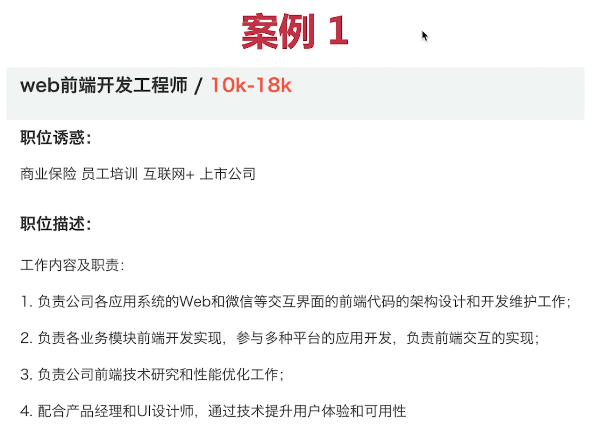 案例 1
web前端开发工程师 / 10k-18k
职位诱惑：
商业保险 员工培训 互联网+ 上市公司
职位描述：
工作内容及职责：
1. 负责公司各应用系统的Web和微信等交互界面的前端代码的架构设计和开发维护工作；
2. 负责各业务模块前端开发实现，参与多种平台的应用开发，负责前端交互的实现；
3. 负责公司前端技术研究和性能优化工作；
4. 配合产品经理和UI设计师，通过技术提升用户体验和可用性